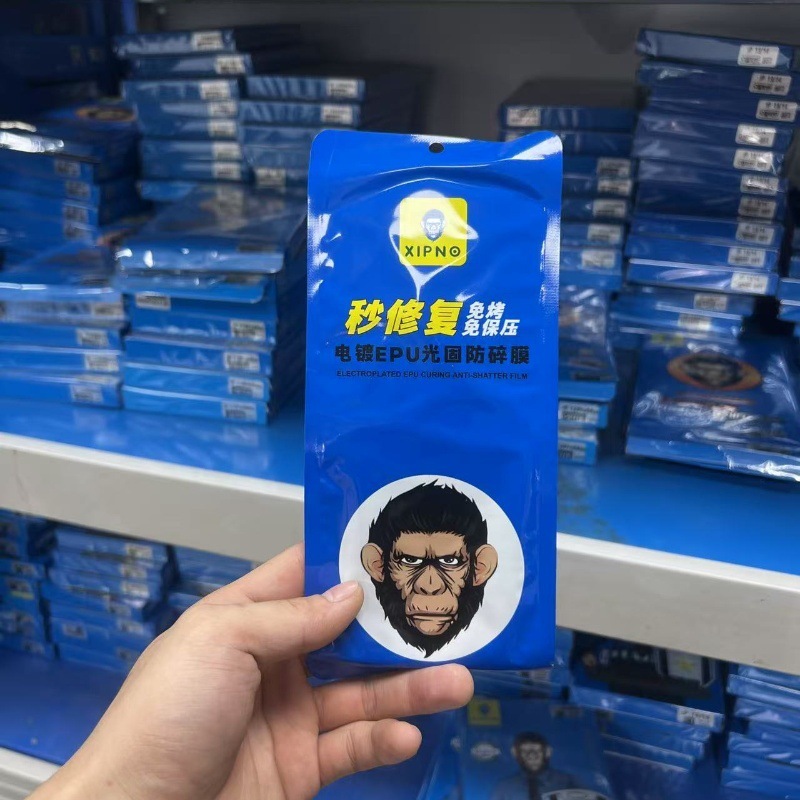 XIPNO
秒修复 免烤
免保压
电镀EPU光固防碎膜
ELECTROPLATED EPU CURING ANTI-SHATTER FILM